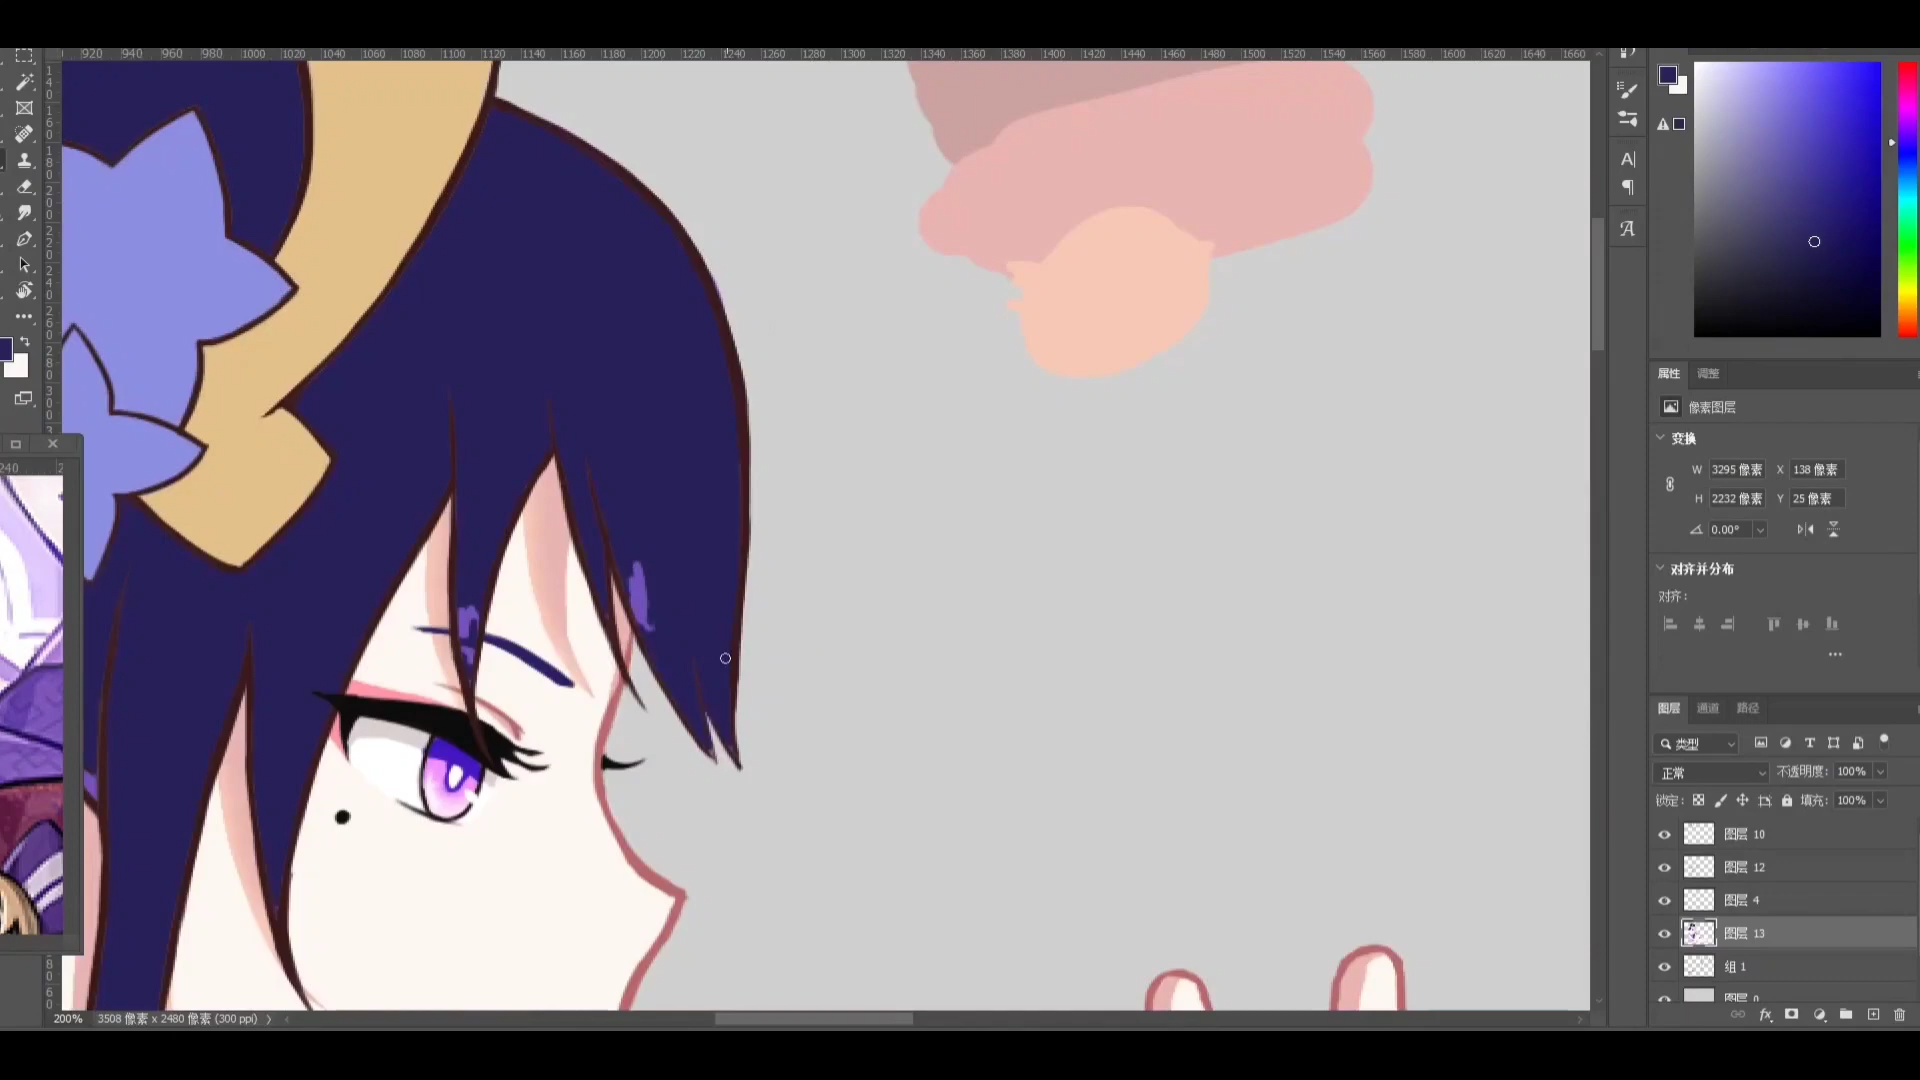 920 940 960 980 1000 1020 1040 1060 1080 1100 1120 1140 1160 1180 1200 1220 1240 1260 1280 1300 1320 1340 1360 1380 1400 1420 1440 1460 1480 1500 1520 1540 1560 1580 1600 1620 1640 1660
240
属性 调整
像素图层
变换
W 3295 像素 X 138 像素
H 2232 像素 Y 25 像素
0.00°
对齐并分布
对齐：
图层 通道 路径
类型
正常 不透明度： 100%
锁定： 填充： 100%
图层 10
图层 12
图层 4
图层 13
组 1
图层 0
200% 3508 像素 x 2480 像素 (300 ppi)